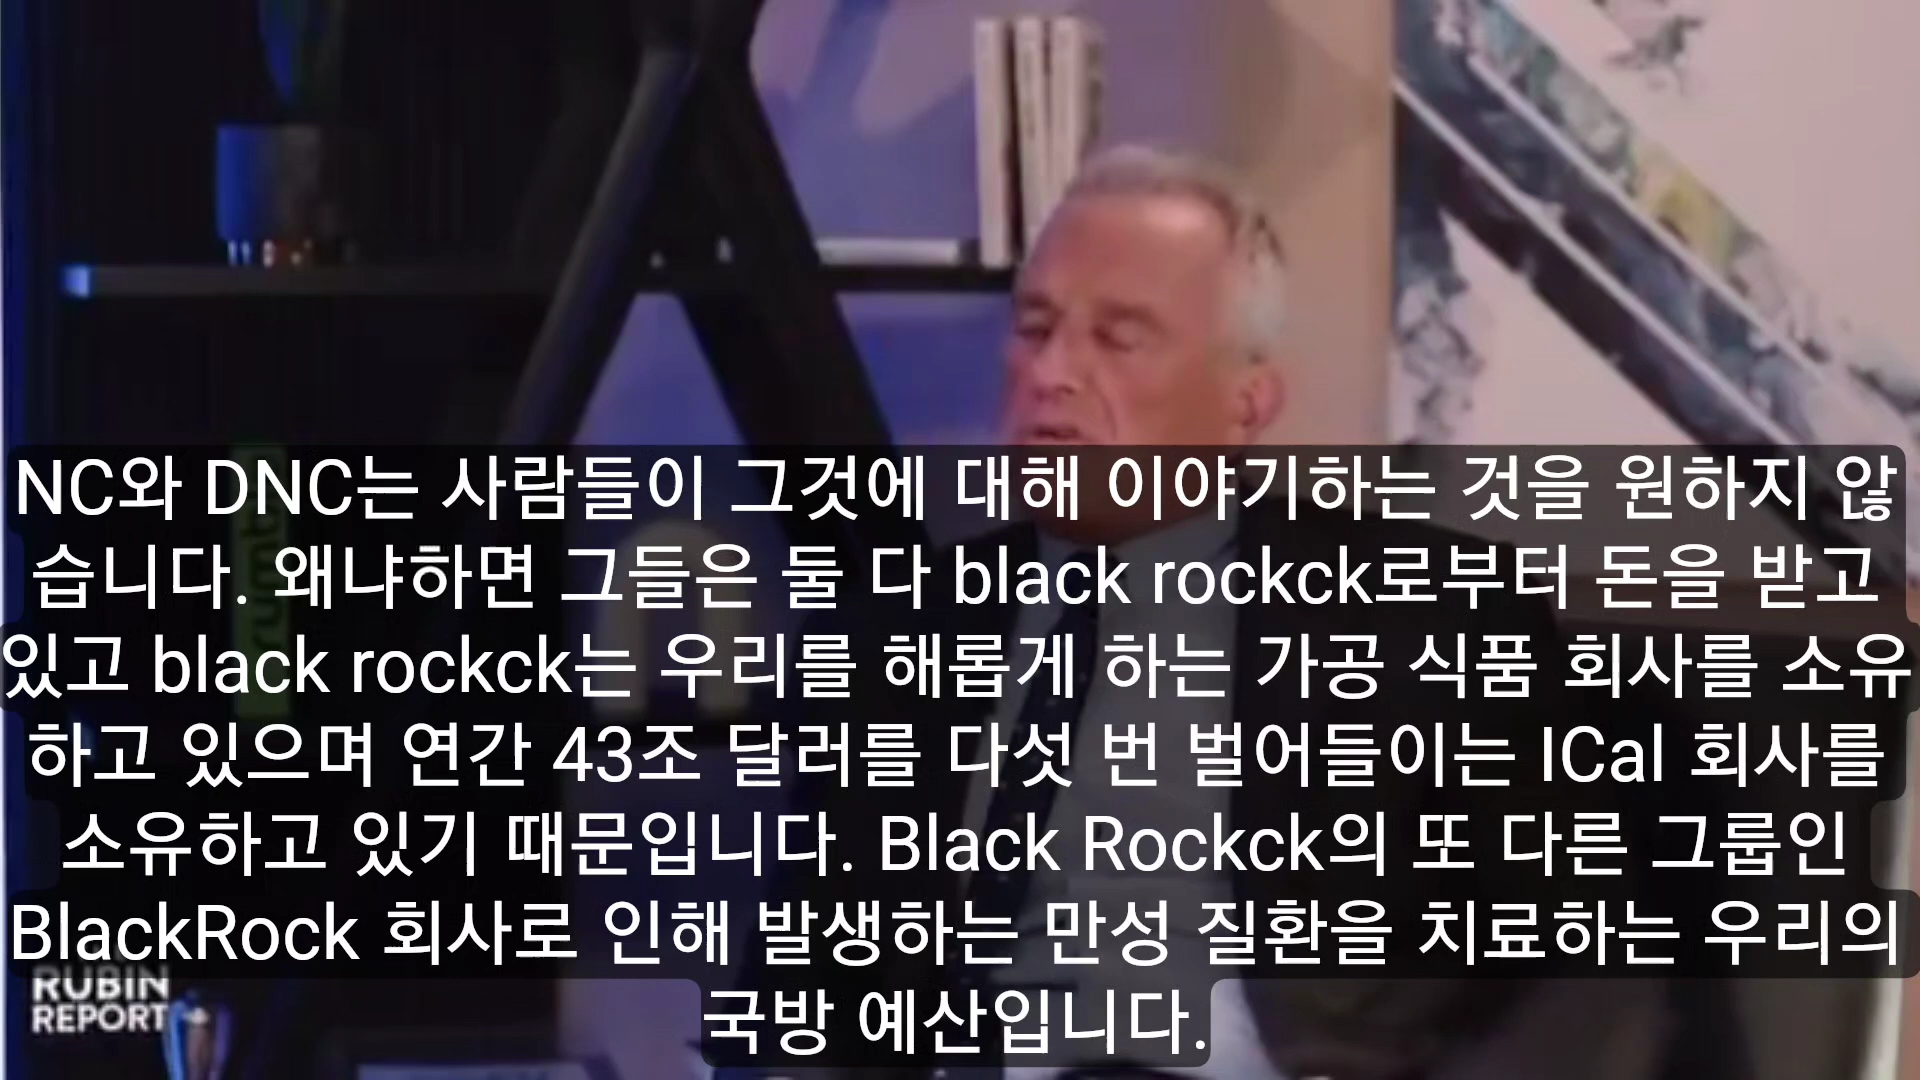 NC와 DNC는 사람들이 그것에 대해 이야기하는 것을 원하지 않
습니다. 왜냐하면 그들은 둘 다 black rockck로부터 돈을 받고
있고 black rockck는 우리를 해롭게 하는 가공 식품 회사를 소유
하고 있으며 연간 43조 달러를 다섯 번 벌어들이는 ICal 회사를
소유하고 있기 때문입니다. Black Rockck의 또 다른 그룹인
BlackRock 회사로 인해 발생하는 만성 질환을 치료하는 우리의
국방 예산입니다.
RUBIN
REPORT